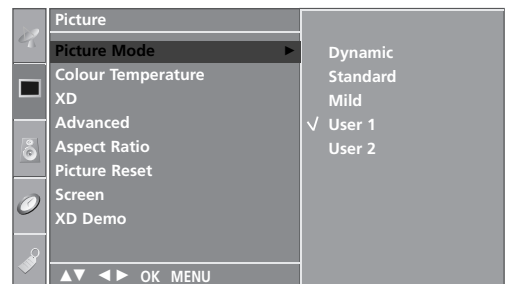 Picture
Picture Mode ►
Colour Temperature
XD
Advanced
Aspect Ratio
Picture Reset
Screen
XD Demo
▲▼ ◄► OK MENU
Dynamic
Standard
Mild
√ User 1
User 2